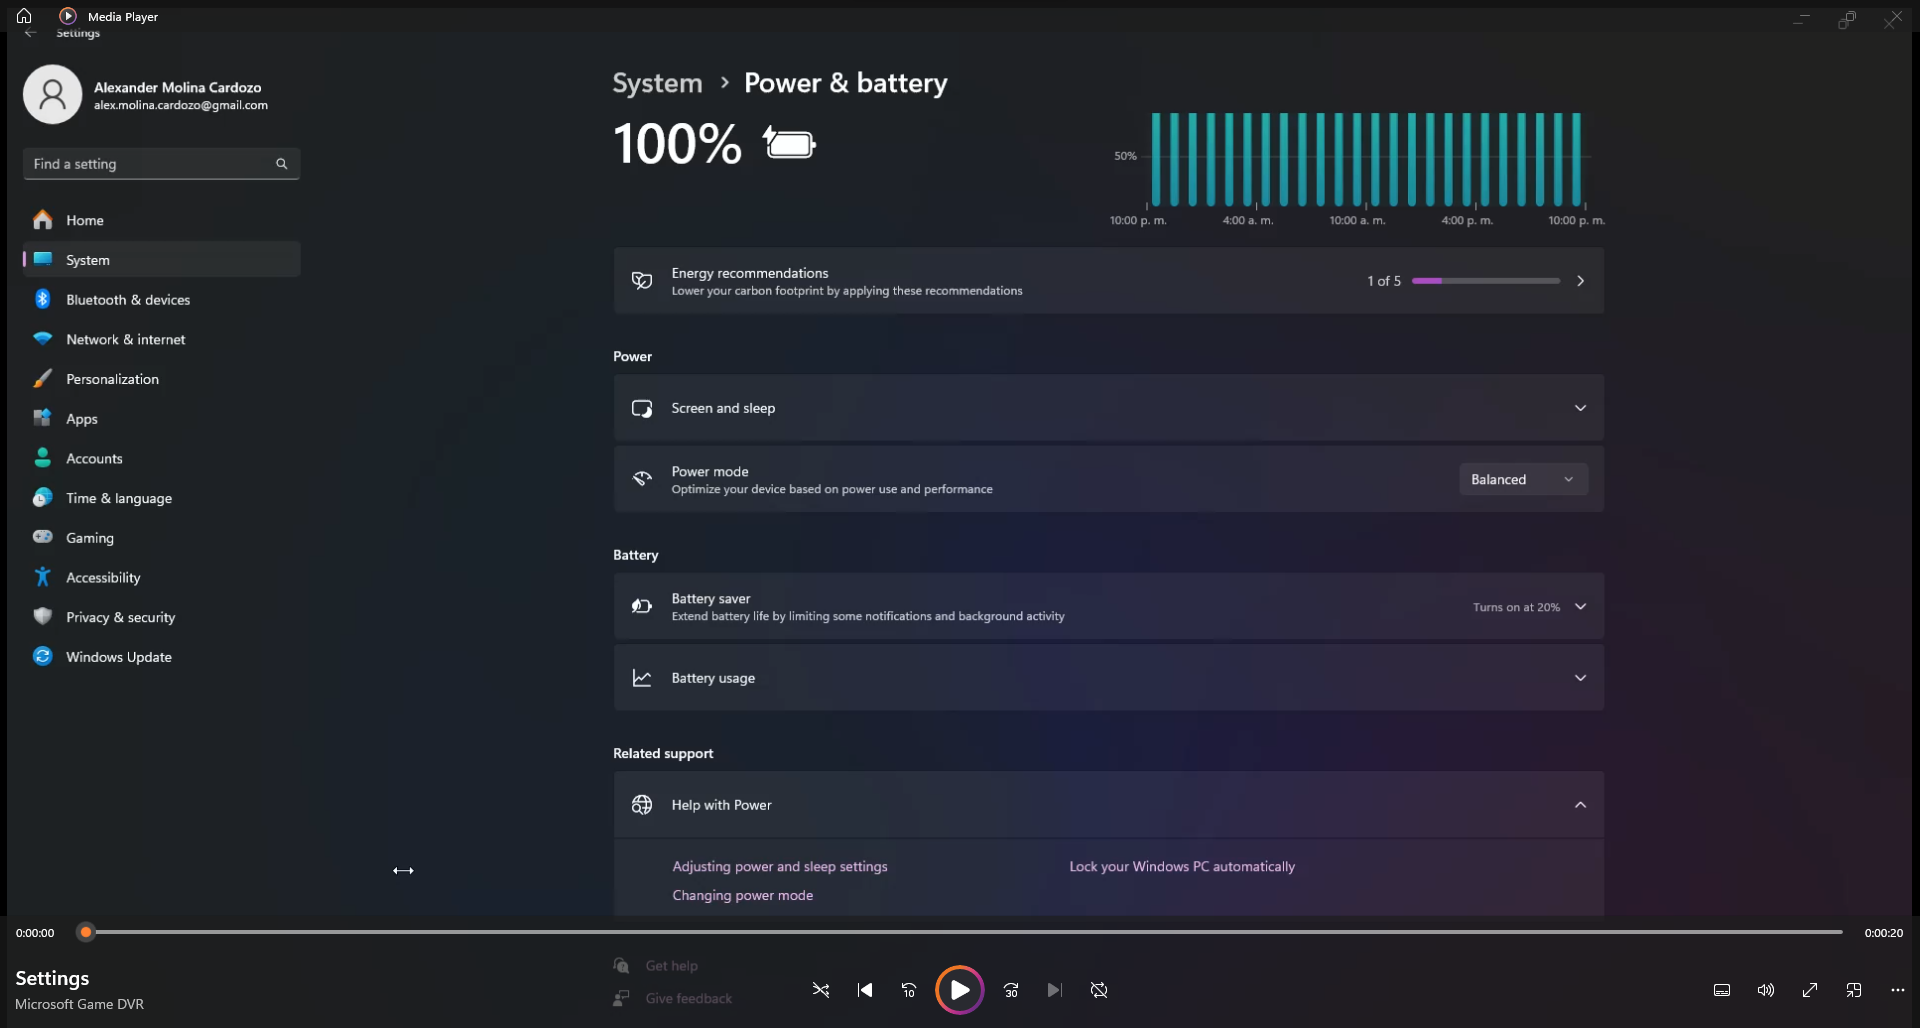 Media Player
Settings
Alexander Molina Cardozo
alex.molina.cardozo@gmail.com
Find a setting
Home
System
Bluetooth & devices
Network & internet
Personalization
Apps
Accounts
Time & language
Gaming
Accessibility
Privacy & security
Windows Update
System > Power & battery
100%
50%
10:00 p. m. 4:00 a. m. 10:00 a. m. 4:00 p. m. 10:00 p. m.
Energy recommendations
Lower your carbon footprint by applying these recommendations
1 of 5
Power
Screen and sleep
Power mode
Optimize your device based on power use and performance
Balanced
Battery
Battery saver
Extend battery life by limiting some notifications and background activity
Turns on at 20%
Battery usage
Related support
Help with Power
Adjusting power and sleep settings
Lock your Windows PC automatically
Changing power mode
0:00:00
0:00:20
Get help
Give feedback
Settings
Microsoft Game DVR
10
30